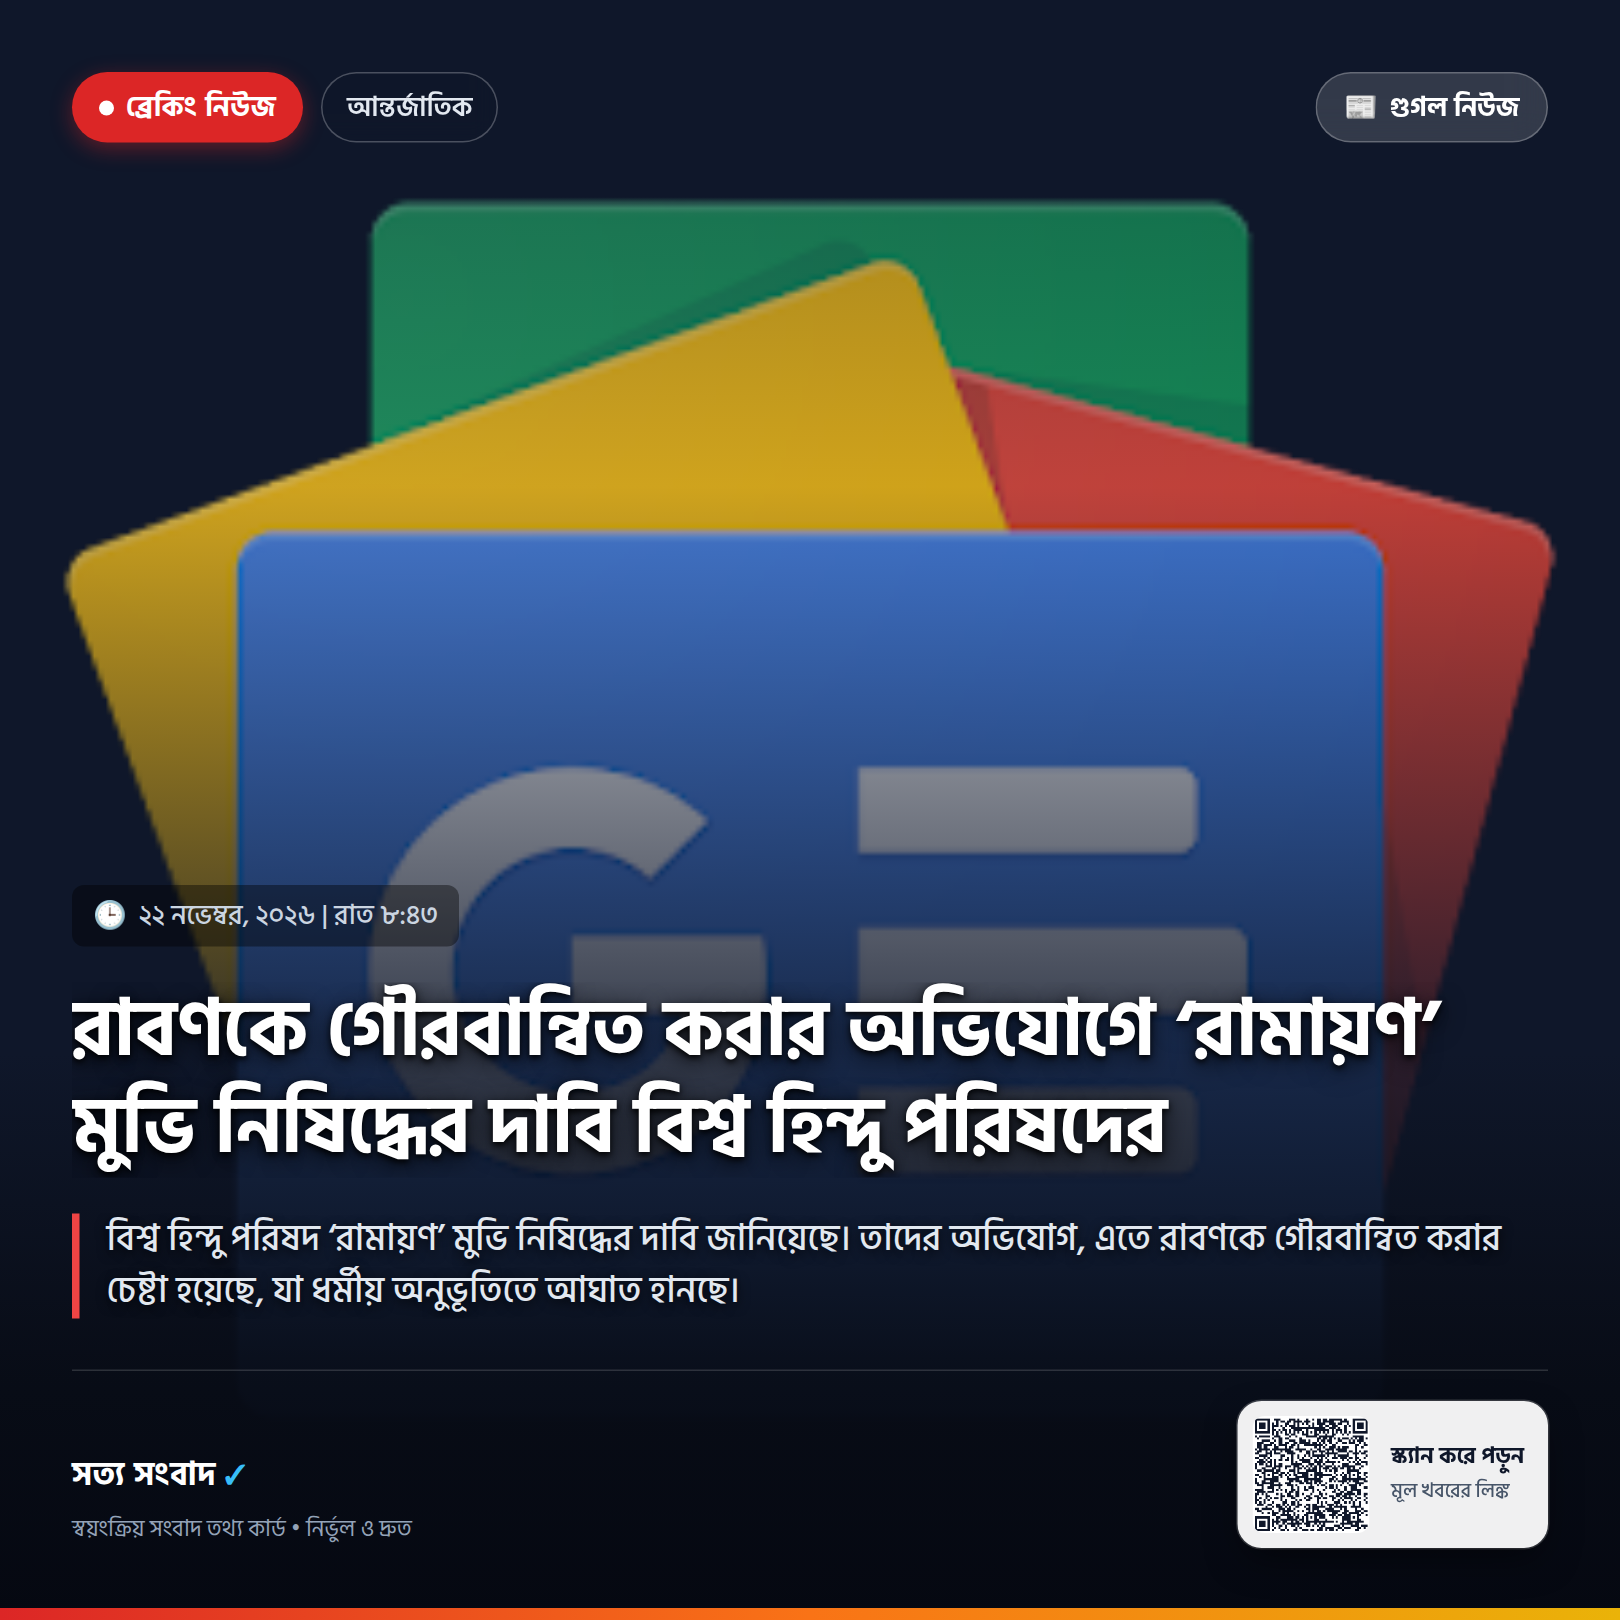 ব্রেকিং নিউজ
আন্তর্জাতিক
গুগল নিউজ
G
২২ নভেম্বর, ২০২৬ | রাত ৮:৪৩
রাবণকে গৌরবান্বিত করার অভিযোগে ‘রামায়ণ’
মুভি নিষিদ্ধের দাবি বিশ্ব হিন্দু পরিষদের
বিশ্ব হিন্দু পরিষদ ‘রামায়ণ’ মুভি নিষিদ্ধের দাবি জানিয়েছে। তাদের অভিযোগ, এতে রাবণকে গৌরবান্বিত করার
চেষ্টা হয়েছে, যা ধর্মীয় অনুভূতিতে আঘাত হানছে।
সত্য সংবাদ ✓
স্বয়ংক্রিয় সংবাদ তথ্য কার্ড • নির্ভুল ও দ্রুত
স্ক্যান করে পড়ুন
মূল খবরের লিঙ্ক